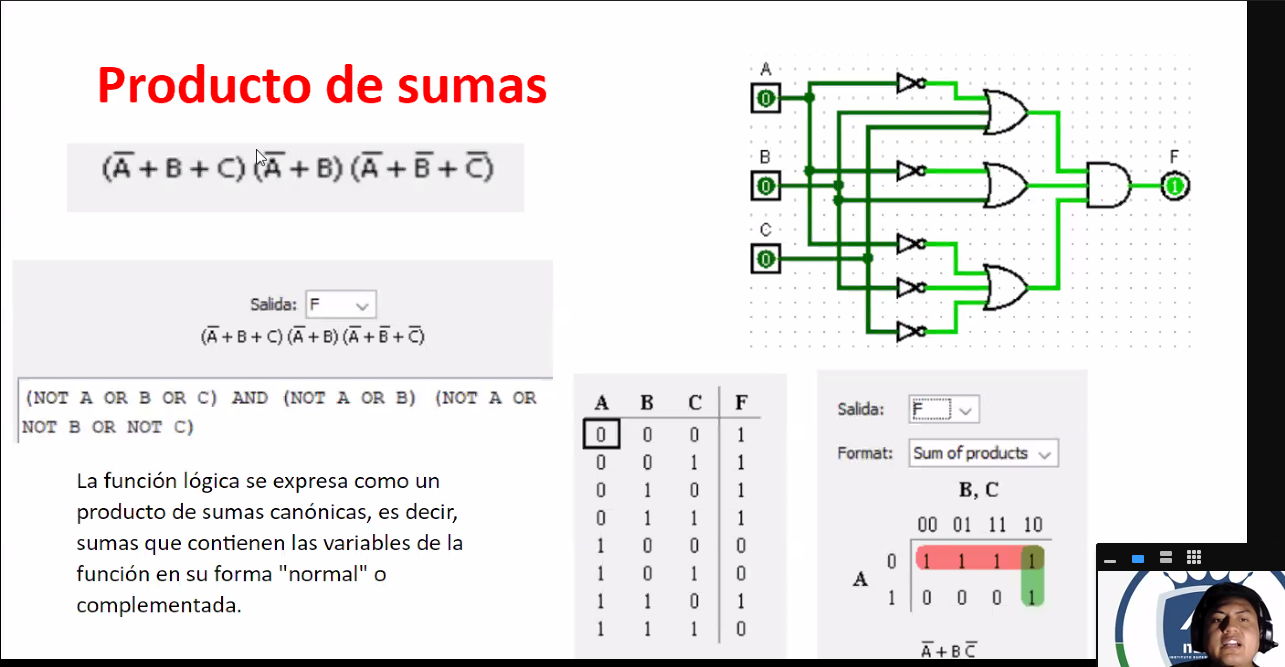 Producto de sumas
(A̅ + B + C) (A̅ + B) (A̅ + B̅ + C̅)
Salida: F
(A̅ + B + C) (A̅ + B) (A̅ + B̅ + C̅)
(NOT A OR B OR C) AND (NOT A OR B) (NOT A OR
NOT B OR NOT C)
La función lógica se expresa como un
producto de sumas canónicas, es decir,
sumas que contienen las variables de la
función en su forma "normal" o
complementada.
A
0
B
0
C
0
F
1
A B C F
0 0 0 1
0 0 1 1
0 1 0 1
0 1 1 1
1 0 0 0
1 0 1 0
1 1 0 1
1 1 1 0
Salida: F
Format: Sum of products
B, C
00 01 11 10
A
0 1 1 1 1
1 0 0 0 1
A̅ + B C̅